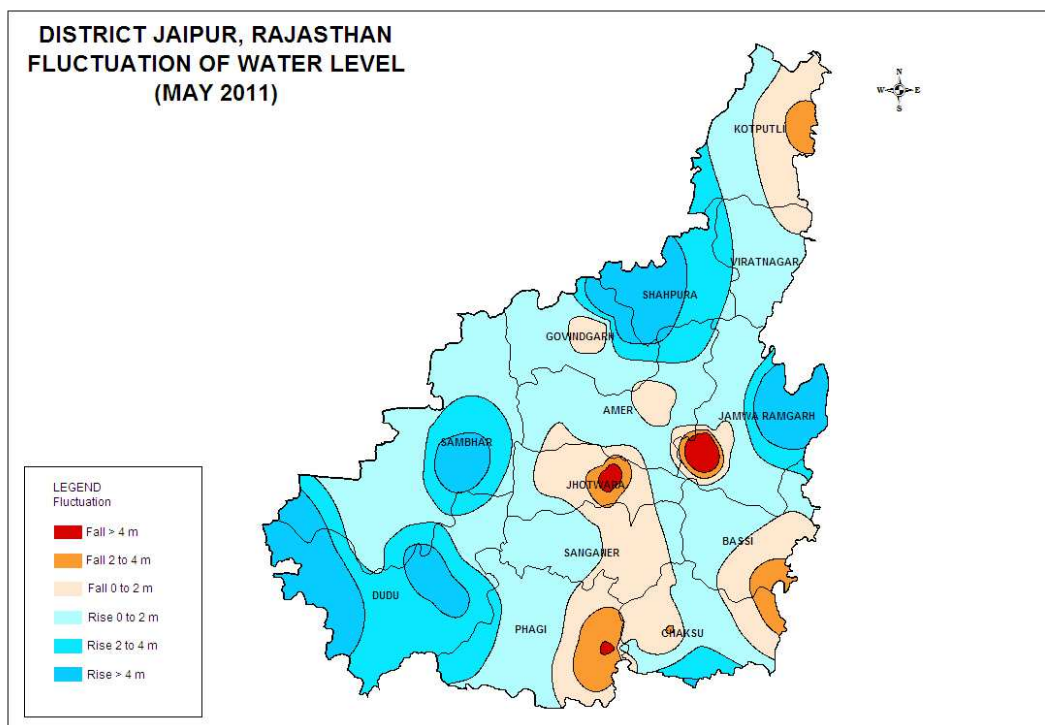 DISTRICT JAIPUR, RAJASTHAN
FLUCTUATION OF WATER LEVEL
(MAY 2011)
N
W E
S
KOTPUTLI
VIRATNAGAR
SHAHPURA
GOVINDGARH
AMER
JAMWA RAMGARH
SAMBHAR
JHOTWARA
BASSI
SANGANER
DUDU
PHAGI
CHAKSU
LEGEND
Fluctuation
Fall > 4 m
Fall 2 to 4 m
Fall 0 to 2 m
Rise 0 to 2 m
Rise 2 to 4 m
Rise > 4 m